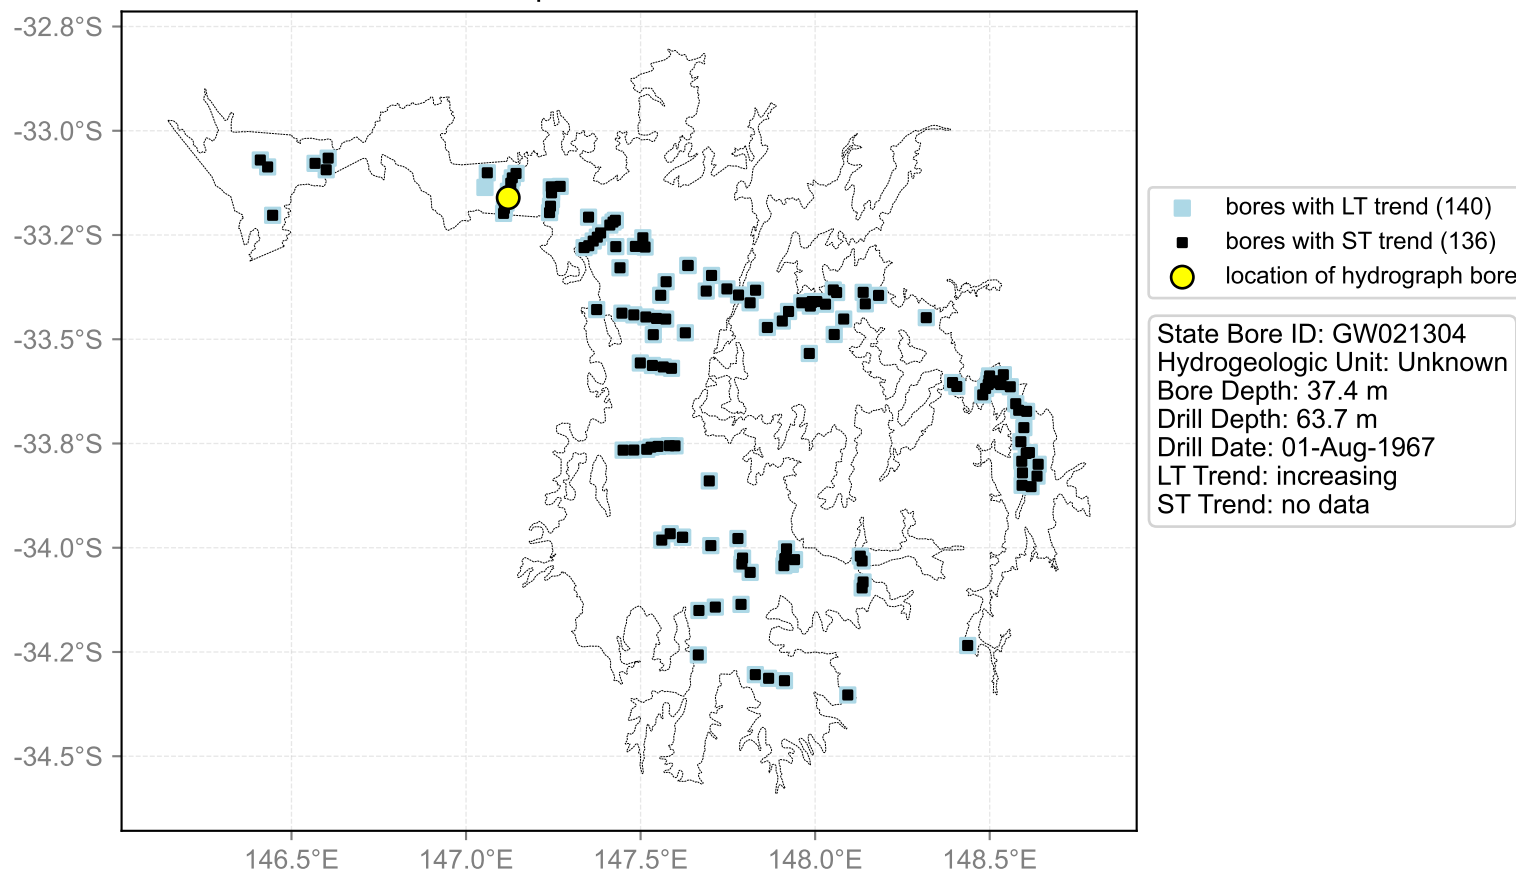 -32.8°S
-33.0°S
-33.2°S
-33.5°S
-33.8°S
-34.0°S
-34.2°S
-34.5°S
146.5°E
147.0°E
147.5°E
148.0°E
148.5°E
bores with LT trend (140)
bores with ST trend (136)
location of hydrograph bore
State Bore ID: GW021304
Hydrogeologic Unit: Unknown
Bore Depth: 37.4 m
Drill Depth: 63.7 m
Drill Date: 01-Aug-1967
LT Trend: increasing
ST Trend: no data